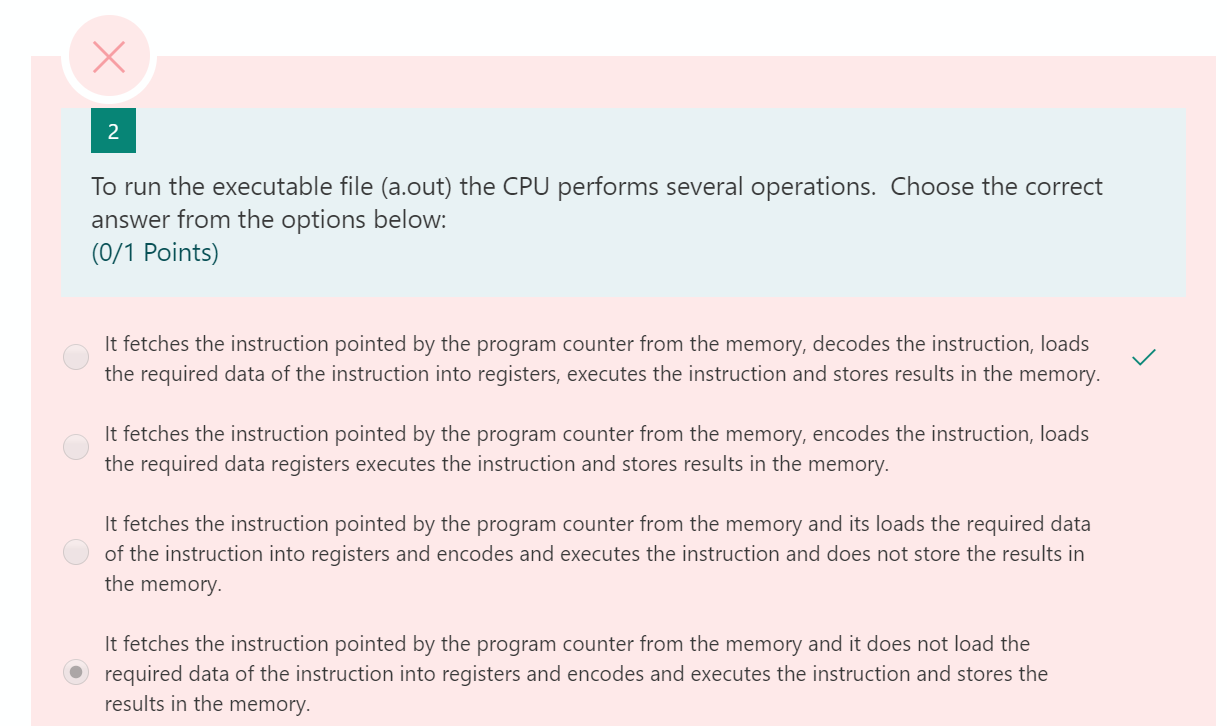 2
To run the executable file (a.out) the CPU performs several operations.  Choose the correct
answer from the options below:
(0/1 Points)
It fetches the instruction pointed by the program counter from the memory, decodes the instruction, loads
the required data of the instruction into registers, executes the instruction and stores results in the memory.
It fetches the instruction pointed by the program counter from the memory, encodes the instruction, loads
the required data registers executes the instruction and stores results in the memory.
It fetches the instruction pointed by the program counter from the memory and its loads the required data
of the instruction into registers and encodes and executes the instruction and does not store the results in
the memory.
It fetches the instruction pointed by the program counter from the memory and it does not load the
required data of the instruction into registers and encodes and executes the instruction and stores the
results in the memory.